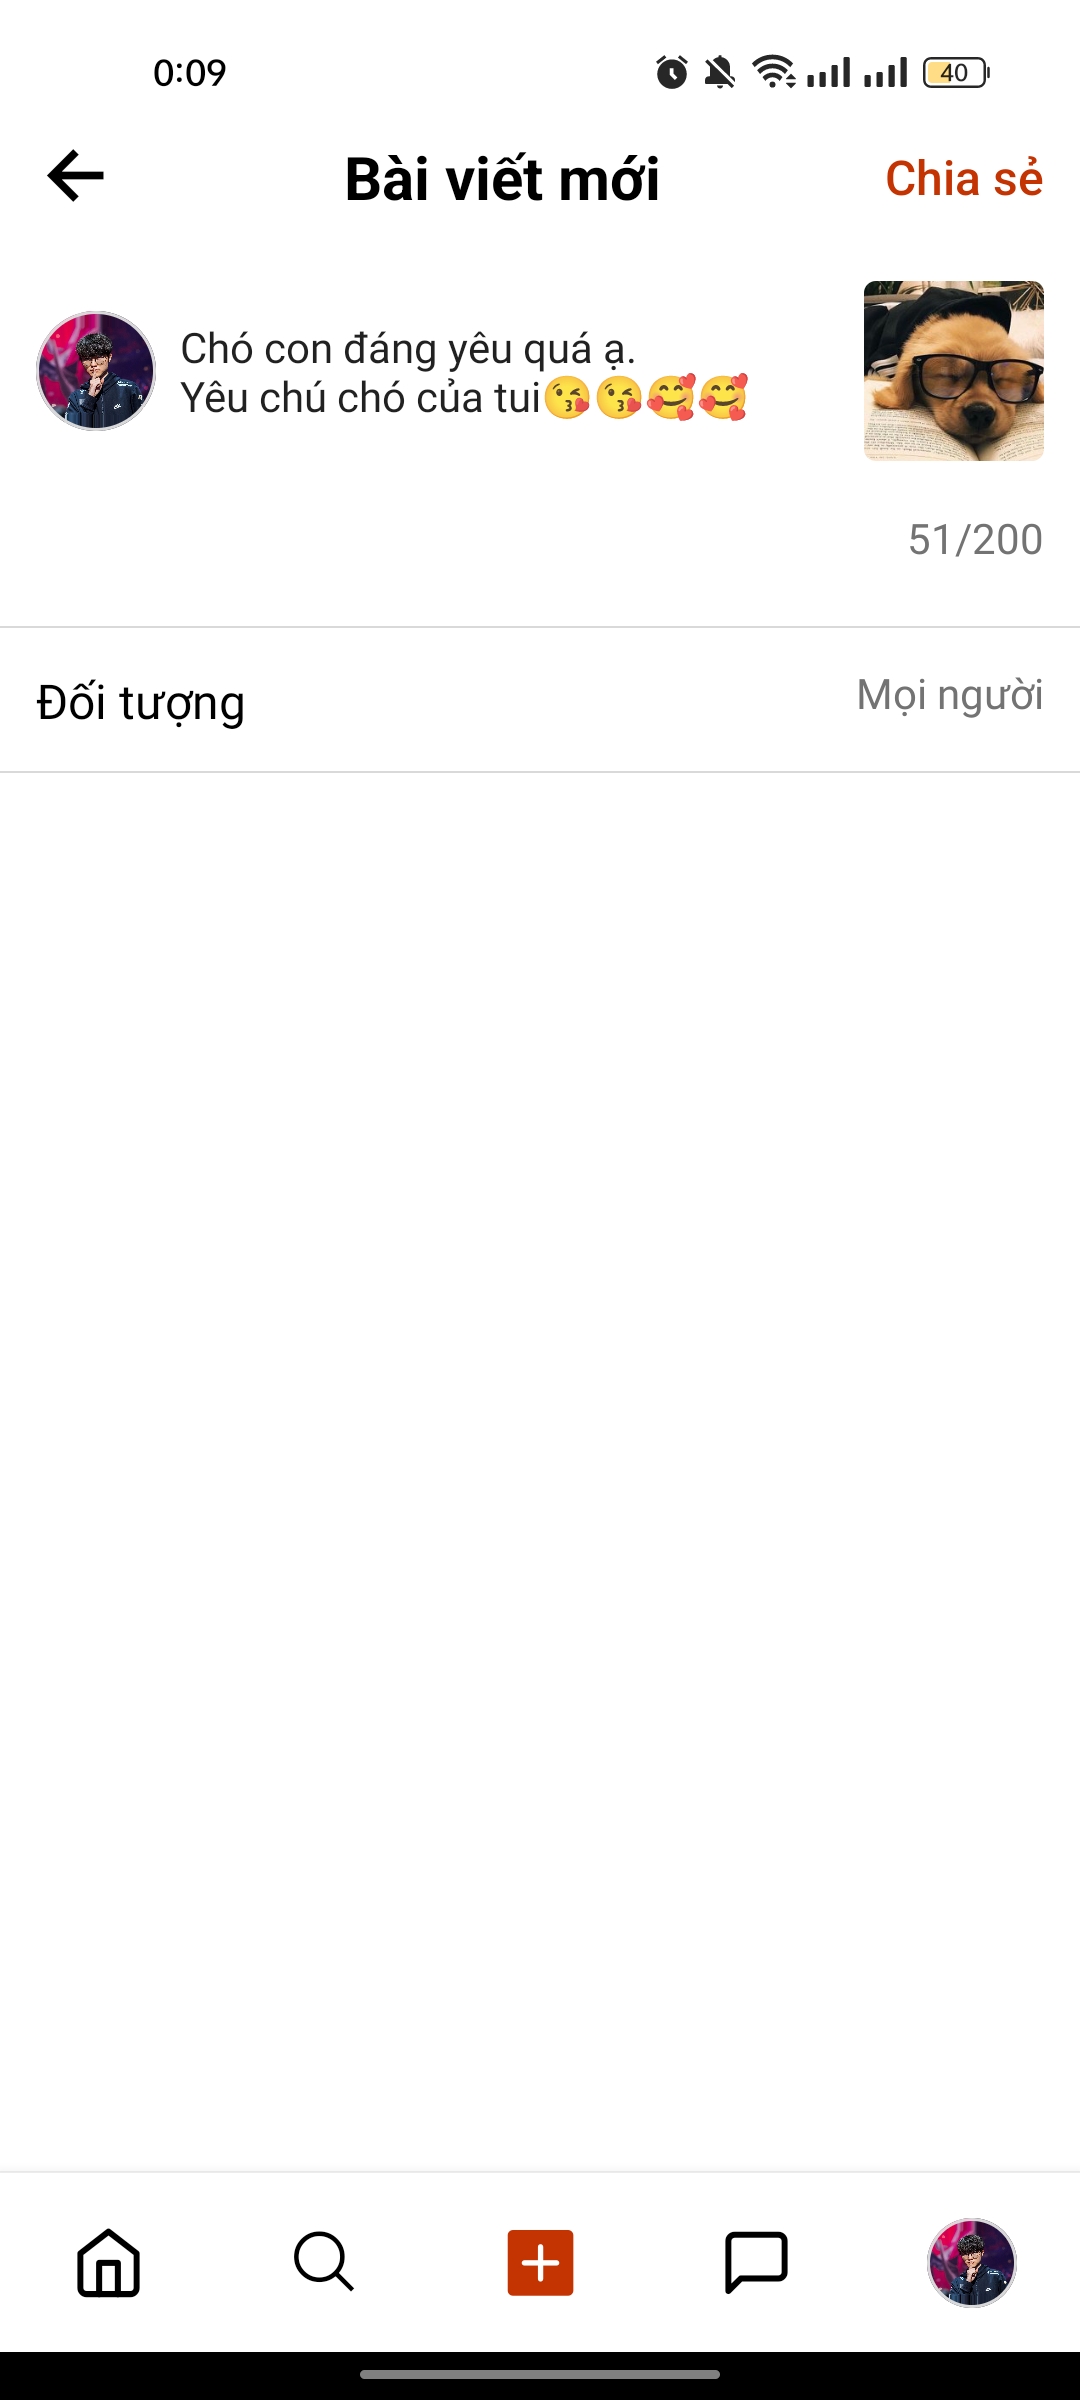 0:09
40
Bài viết mới
Chia sẻ
Chó con đáng yêu quá ạ.
Yêu chú chó của tui😘😘🥰🥰
51/200
Đối tượng
Mọi người